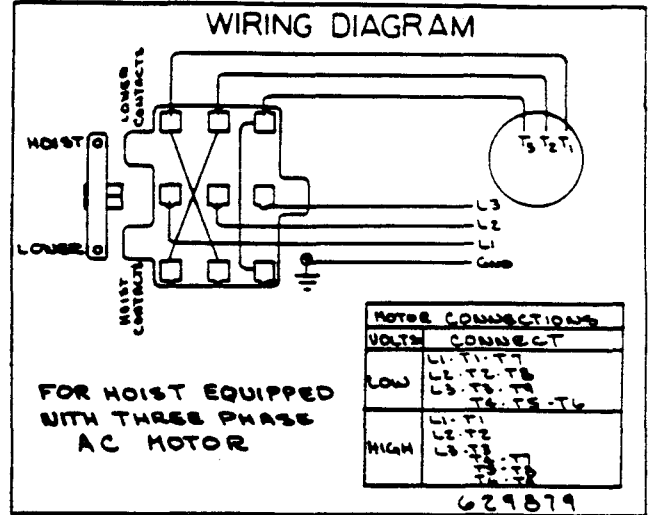 WIRING DIAGRAM
LOWER
CONTACTS
HOIST
LOWER
HOIST
CONTACTS
T3 T2 T1
L3
L2
L1
GND
MOTOR CONNECTIONS
VOLTS CONNECT
LOW
L1-T1-T7
L2-T2-T8
L3-T3-T9
T4-T5-T6
HIGH
L1-T1
L2-T2
L3-T3
FOR HOIST EQUIPPED
WITH THREE PHASE
AC MOTOR
629879